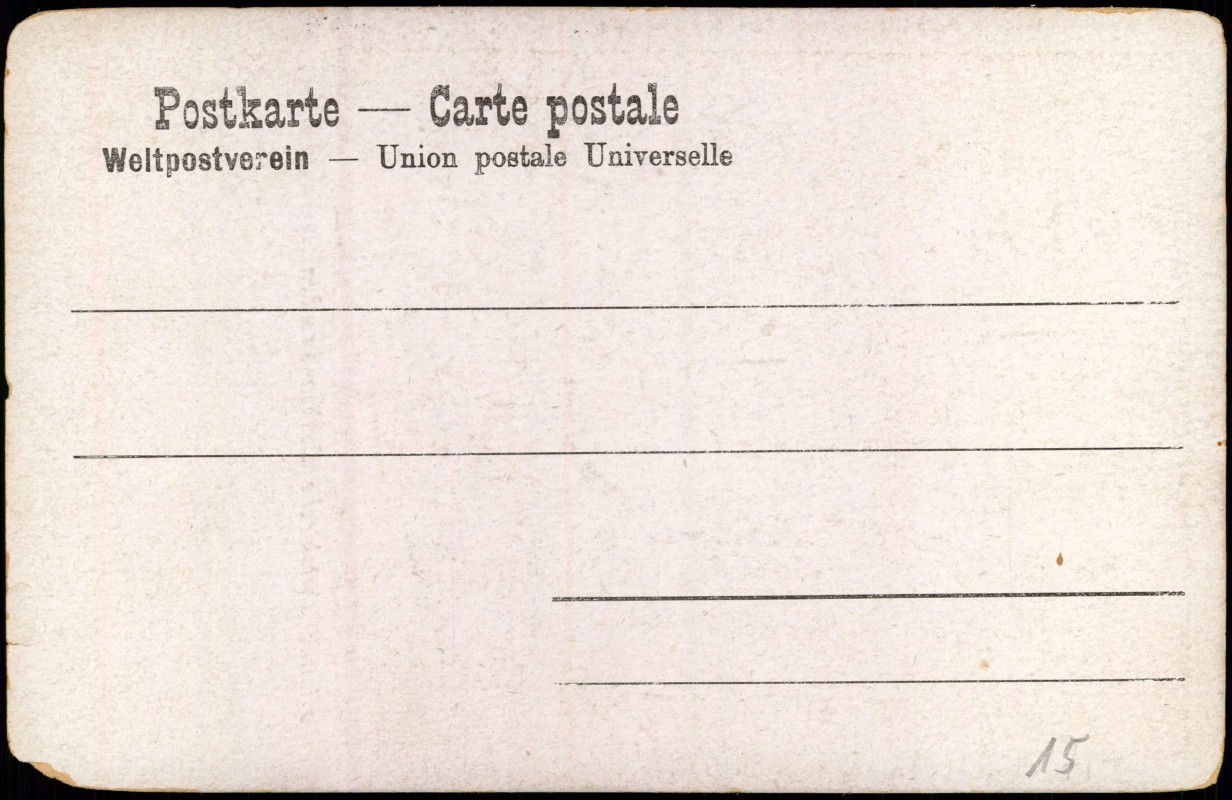 Postkarte — Carte postale
Weltpostverein — Union postale Universelle
15